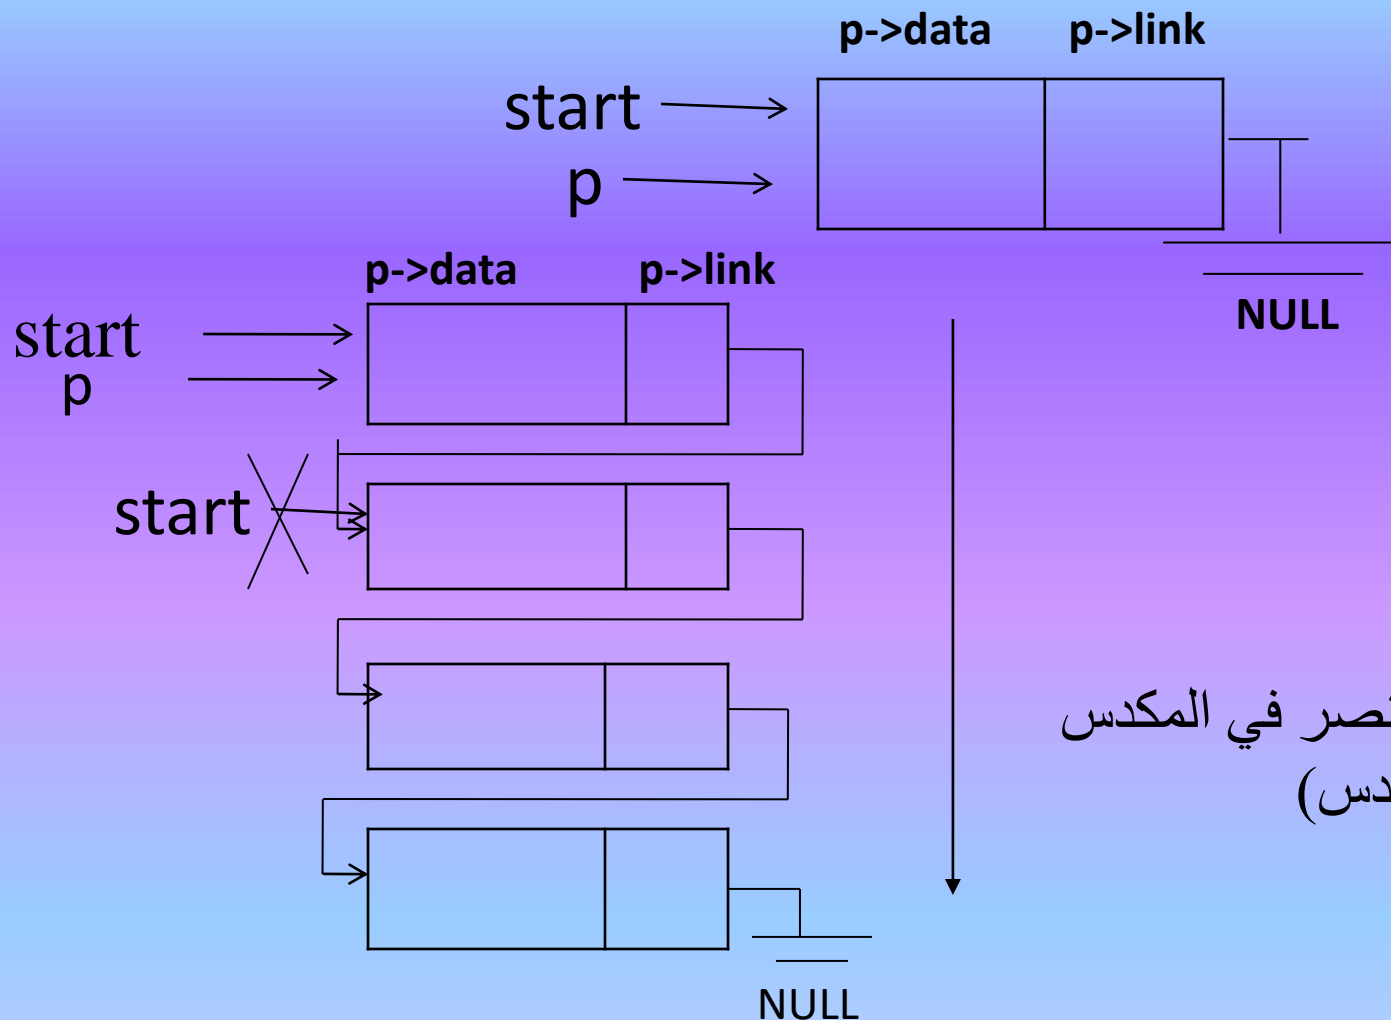 p->data p->link
start
p
NULL
p->data p->link
start
p
start
في المكدس
NULL